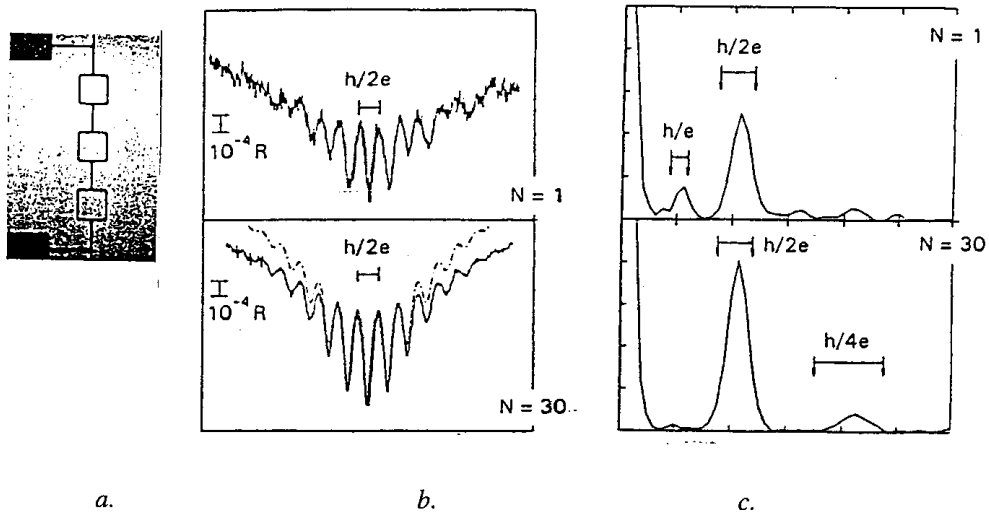 h/2e
10⁻⁴ R
N = 1
h/2e
10⁻⁴ R
N = 30
h/e
h/2e
N = 1
h/2e
N = 30
h/4e
a.
b.
c.